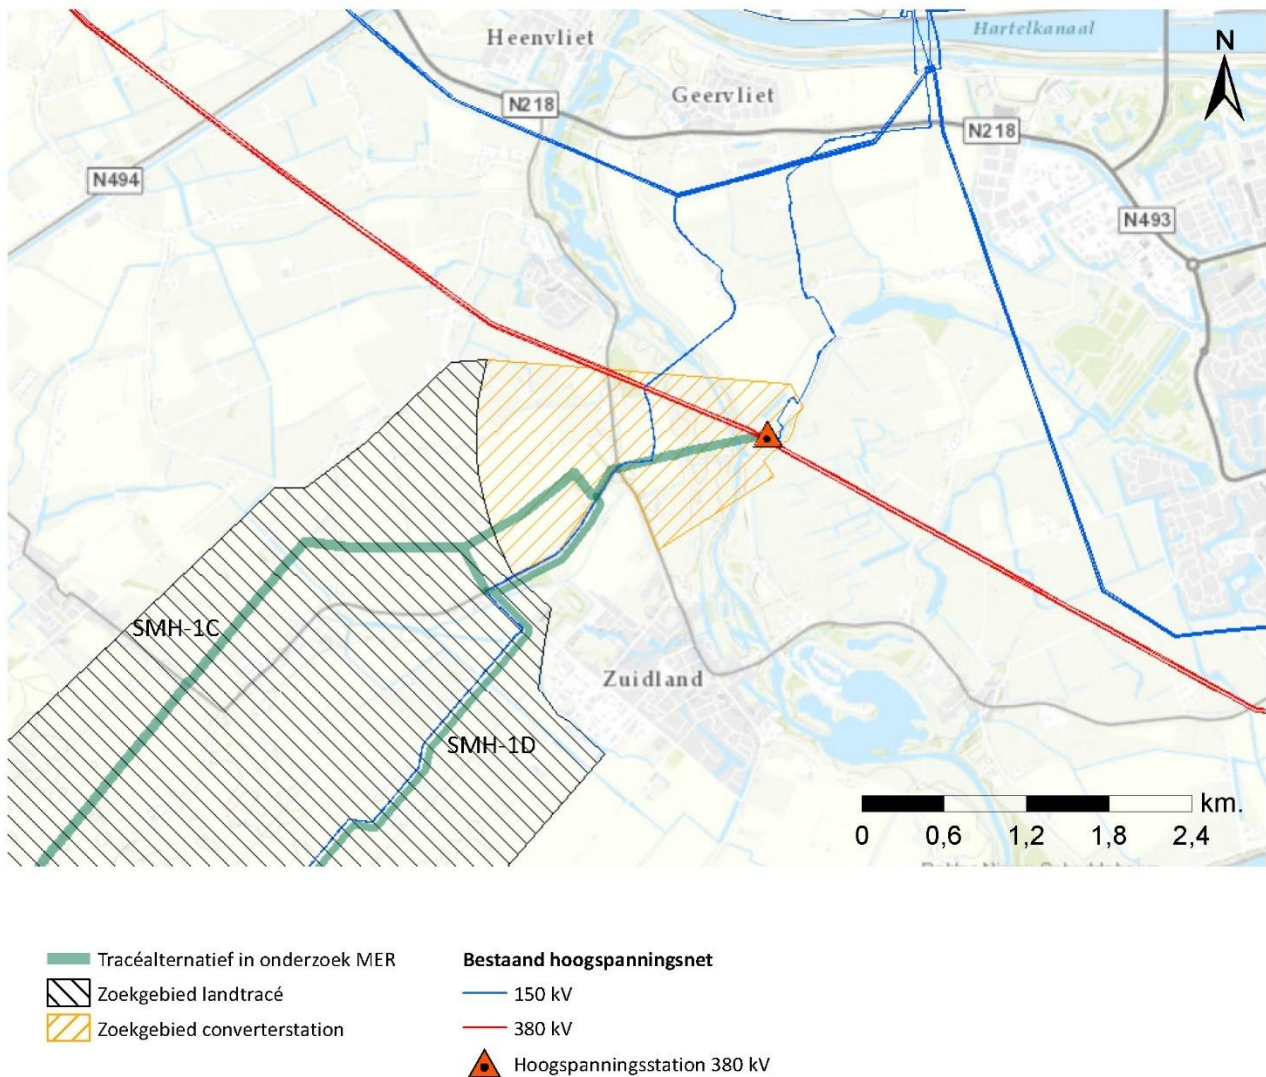 Heenvliet
Hartelkanaal
N
Geervliet
N218
N218
N494
N493
SMH-1C
Zuidland
SMH-1D
km.
0 0,6 1,2 1,8 2,4
Tracéalternatief in onderzoek MER
Zoekgebied landtracé
Zoekgebied converterstation
Bestaand hoogspanningsnet
150 kV
380 kV
Hoogspanningsstation 380 kV